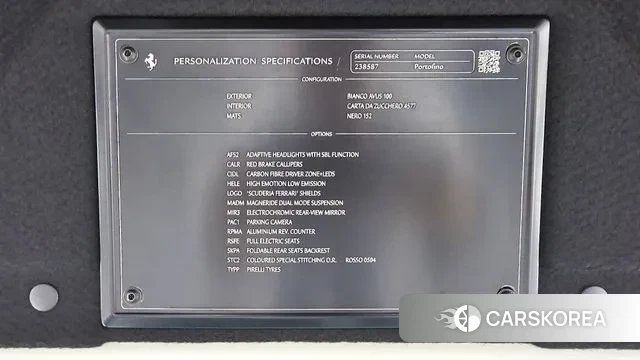 PERSONALIZATION SPECIFICATIONS
SERIAL NUMBER MODEL
238587 Portofino
CONFIGURATION
EXTERIOR BIANCO AVUS 100
INTERIOR CARTA DA ZUCCHERO 4577
MATS NERO 152
OPTIONS
AFS2 ADAPTIVE HEADLIGHTS WITH SBL FUNCTION
CALR RED BRAKE CALLIPERS
CIDL CARBON FIBRE DRIVER ZONE+LEDS
HELE HIGH EMOTION LOW EMISSION
LOGO "SCUDERIA FERRARI" SHIELDS
MADM MAGNERIDE DUAL MODE SUSPENSION
MIR3 ELECTROCHROMIC REAR-VIEW MIRROR
PAC1 PARKING CAMERA
RPMA ALUMINIUM REV. COUNTER
RSFE FULL ELECTRIC SEATS
SKPA FOLDABLE REAR SEATS BACKREST
STC2 COLOURED SPECIAL STITCHING O.R. ROSSO 0504
TYPP PIRELLI TYRES
CARSKOREA